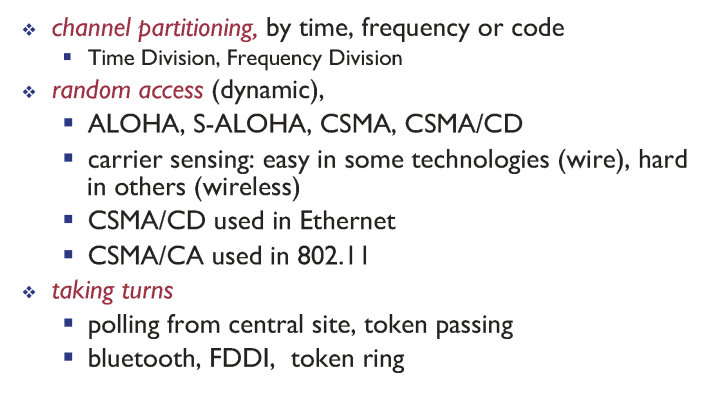 channel partitioning, by time, frequency or code
Time Division, Frequency Division
random access (dynamic),
ALOHA, S-ALOHA, CSMA, CSMA/CD
carrier sensing: easy in some technologies (wire), hard
in others (wireless)
CSMA/CD used in Ethernet
CSMA/CA used in 802.11
taking turns
polling from central site, token passing
bluetooth, FDDI, token ring